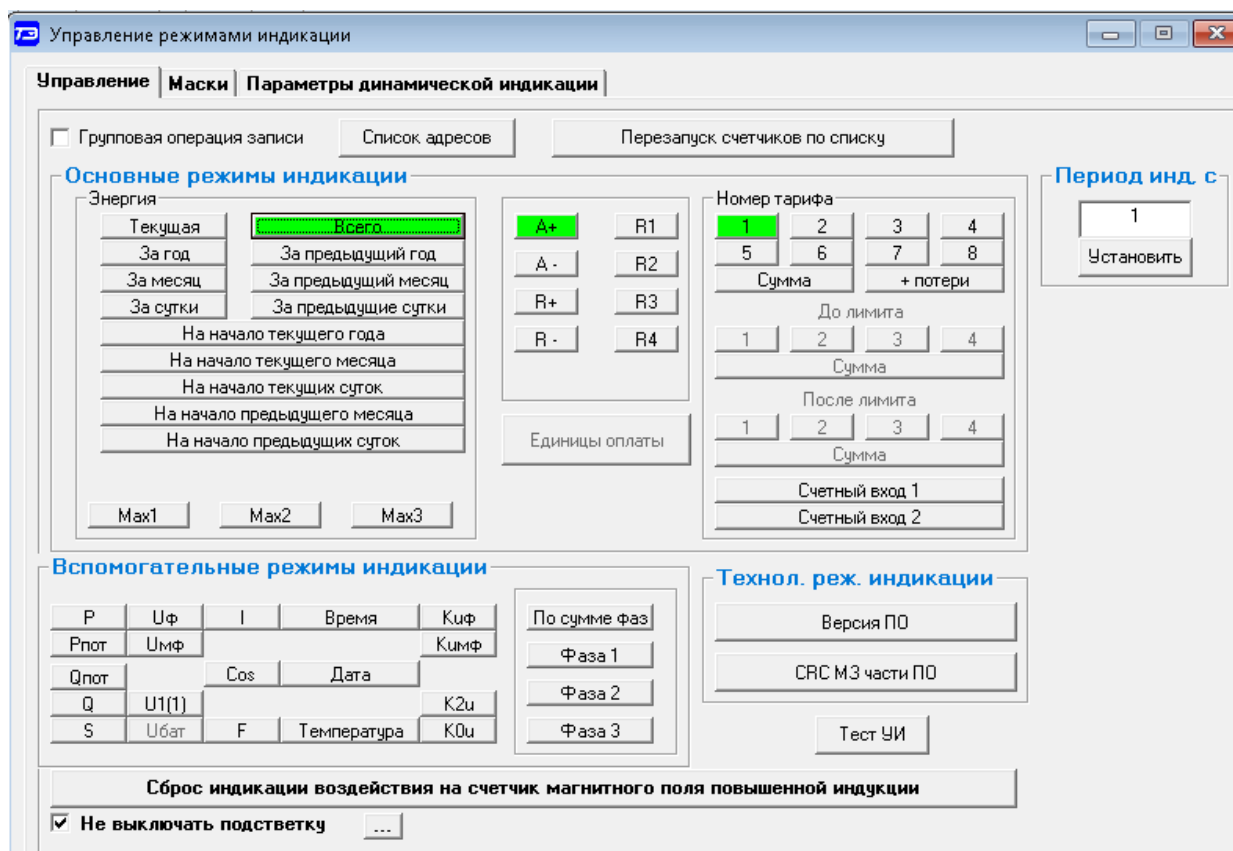 ТЭ Управление режимами индикации
Управление Маски Параметры динамической индикации
Групповая операция записи Список адресов Перезапуск счетчиков по списку
Основные режимы индикации
Энергия
Текущая Всего
За год За предыдущий год
За месяц За предыдущий месяц
За сутки За предыдущие сутки
На начало текущего года
На начало текущего месяца
На начало текущих суток
На начало предыдущего месяца
На начало предыдущих суток
Max1 Max2 Max3
A+ R1
A - R2
R+ R3
R - R4
Единицы оплаты
Номер тарифа
1 2 3 4
5 6 7 8
Сумма + потери
До лимита
1 2 3 4
Сумма
После лимита
1 2 3 4
Сумма
Счетный вход 1
Счетный вход 2
Период инд. с
1
Установить
Вспомогательные режимы индикации
P Uф I Время Kuф
Pпот Uмф Kuмф
Qпот Cos Дата
Q U1(1) K2u
S Uбат F Температура K0u
По сумме фаз
Фаза 1
Фаза 2
Фаза 3
Технол. реж. индикации
Версия ПО
CRC МЗ части ПО
Тест УИ
Сброс индикации воздействия на счетчик магнитного поля повышенной индукции
Не выключать подстветку ...